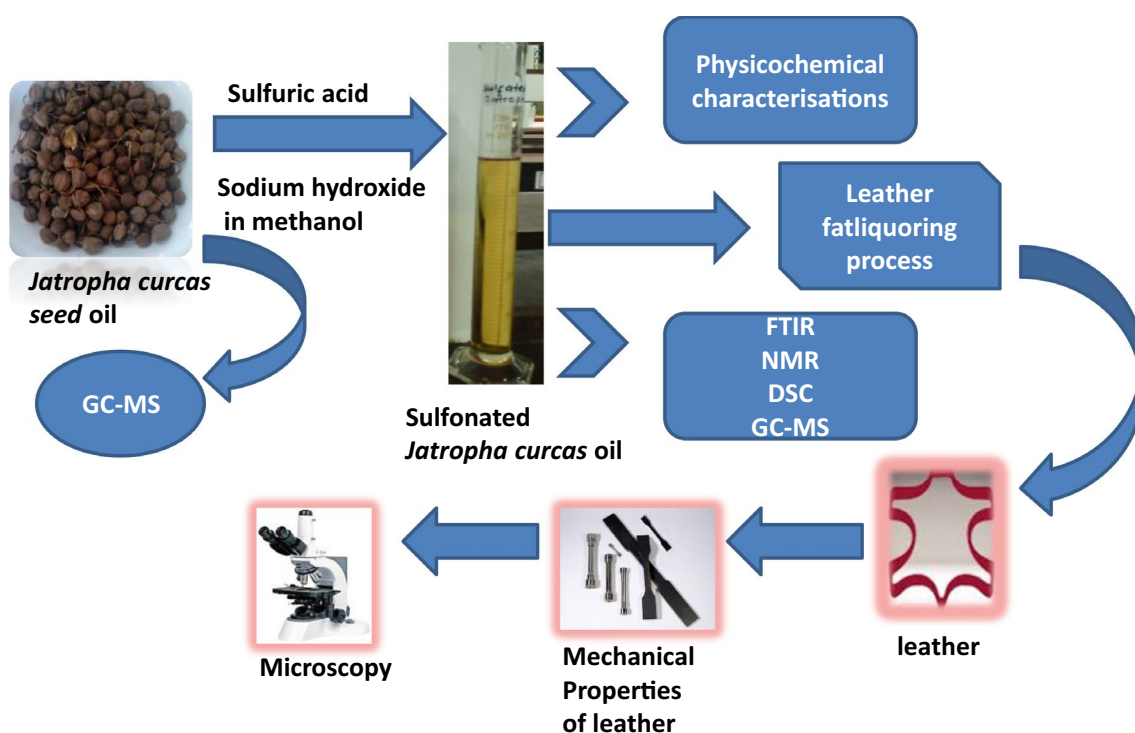 Sulfuric acid
Sodium hydroxide
in methanol
Jatropha curcas
seed oil
GC-MS
Sulfonated
Jatropha curcas oil
Physicochemical
characterisations
Leather
fatliquoring
process
FTIR
NMR
DSC
GC-MS
leather
Mechanical
Properties
of leather
Microscopy